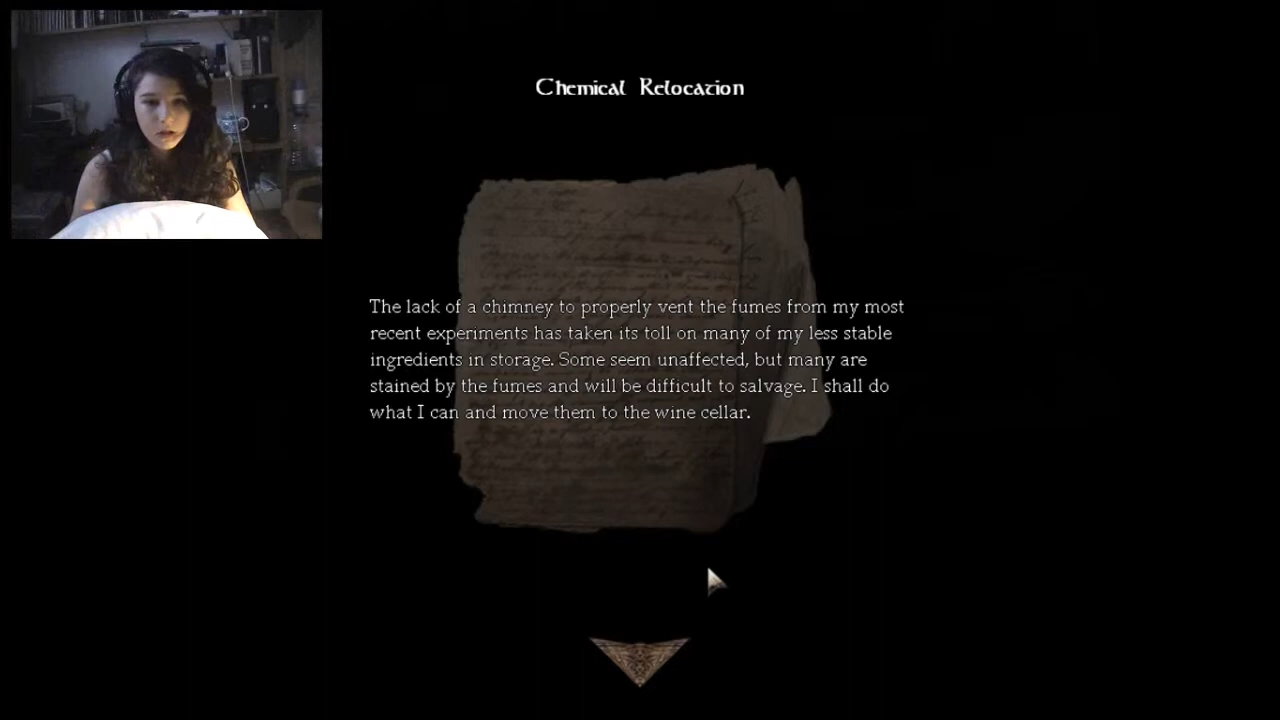 Chemical Relocation
The lack of a chimney to properly vent the fumes from my most
recent experiments has taken its toll on many of my less stable
ingredients in storage. Some seem unaffected, but many are
stained by the fumes and will be difficult to salvage. I shall do
what I can and move them to the wine cellar.